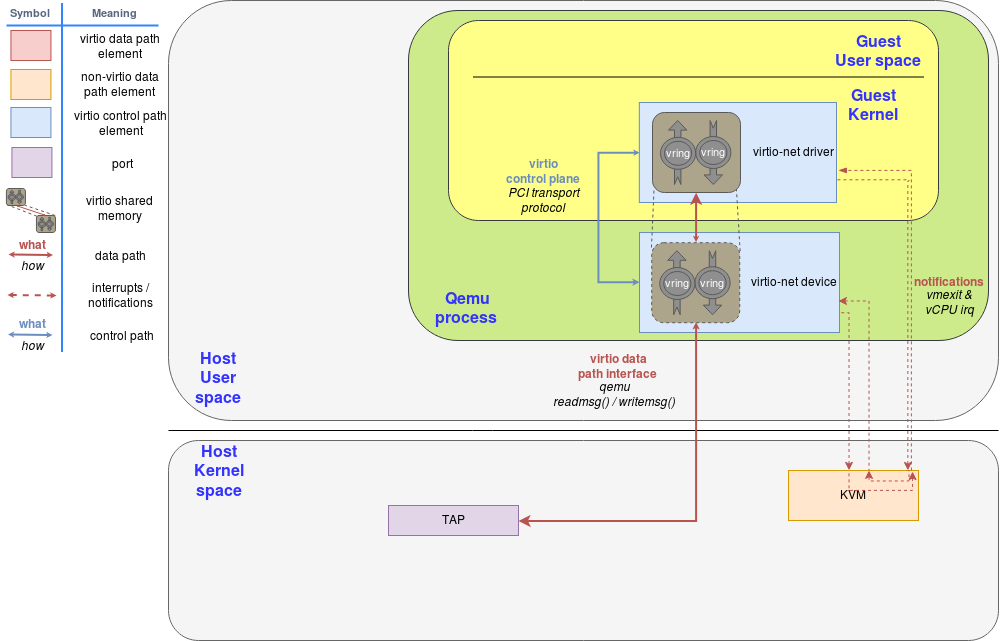 Symbol
Meaning
virtio data path
element
non-virtio data
path element
virtio control path
element
port
virtio shared
memory
what
how
data path
interrupts /
notifications
what
how
control path
Guest
User space
Guest
Kernel
vring
vring
virtio-net driver
virtio
control plane
PCI transport
protocol
vring
vring
virtio-net device
notifications
vmexit &
vCPU irq
Qemu
process
Host
User
space
virtio data
path interface
qemu
readmsg() / writemsg()
Host
Kernel
space
TAP
KVM